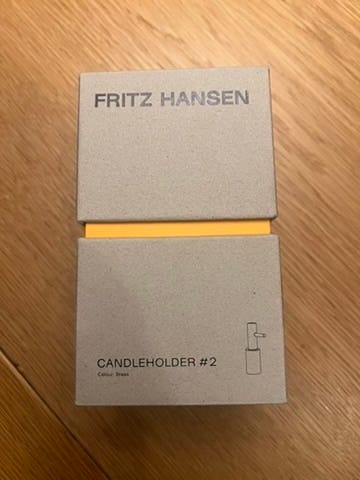 FRITZ HANSEN
CANDLEHOLDER #2
Colour: Brass